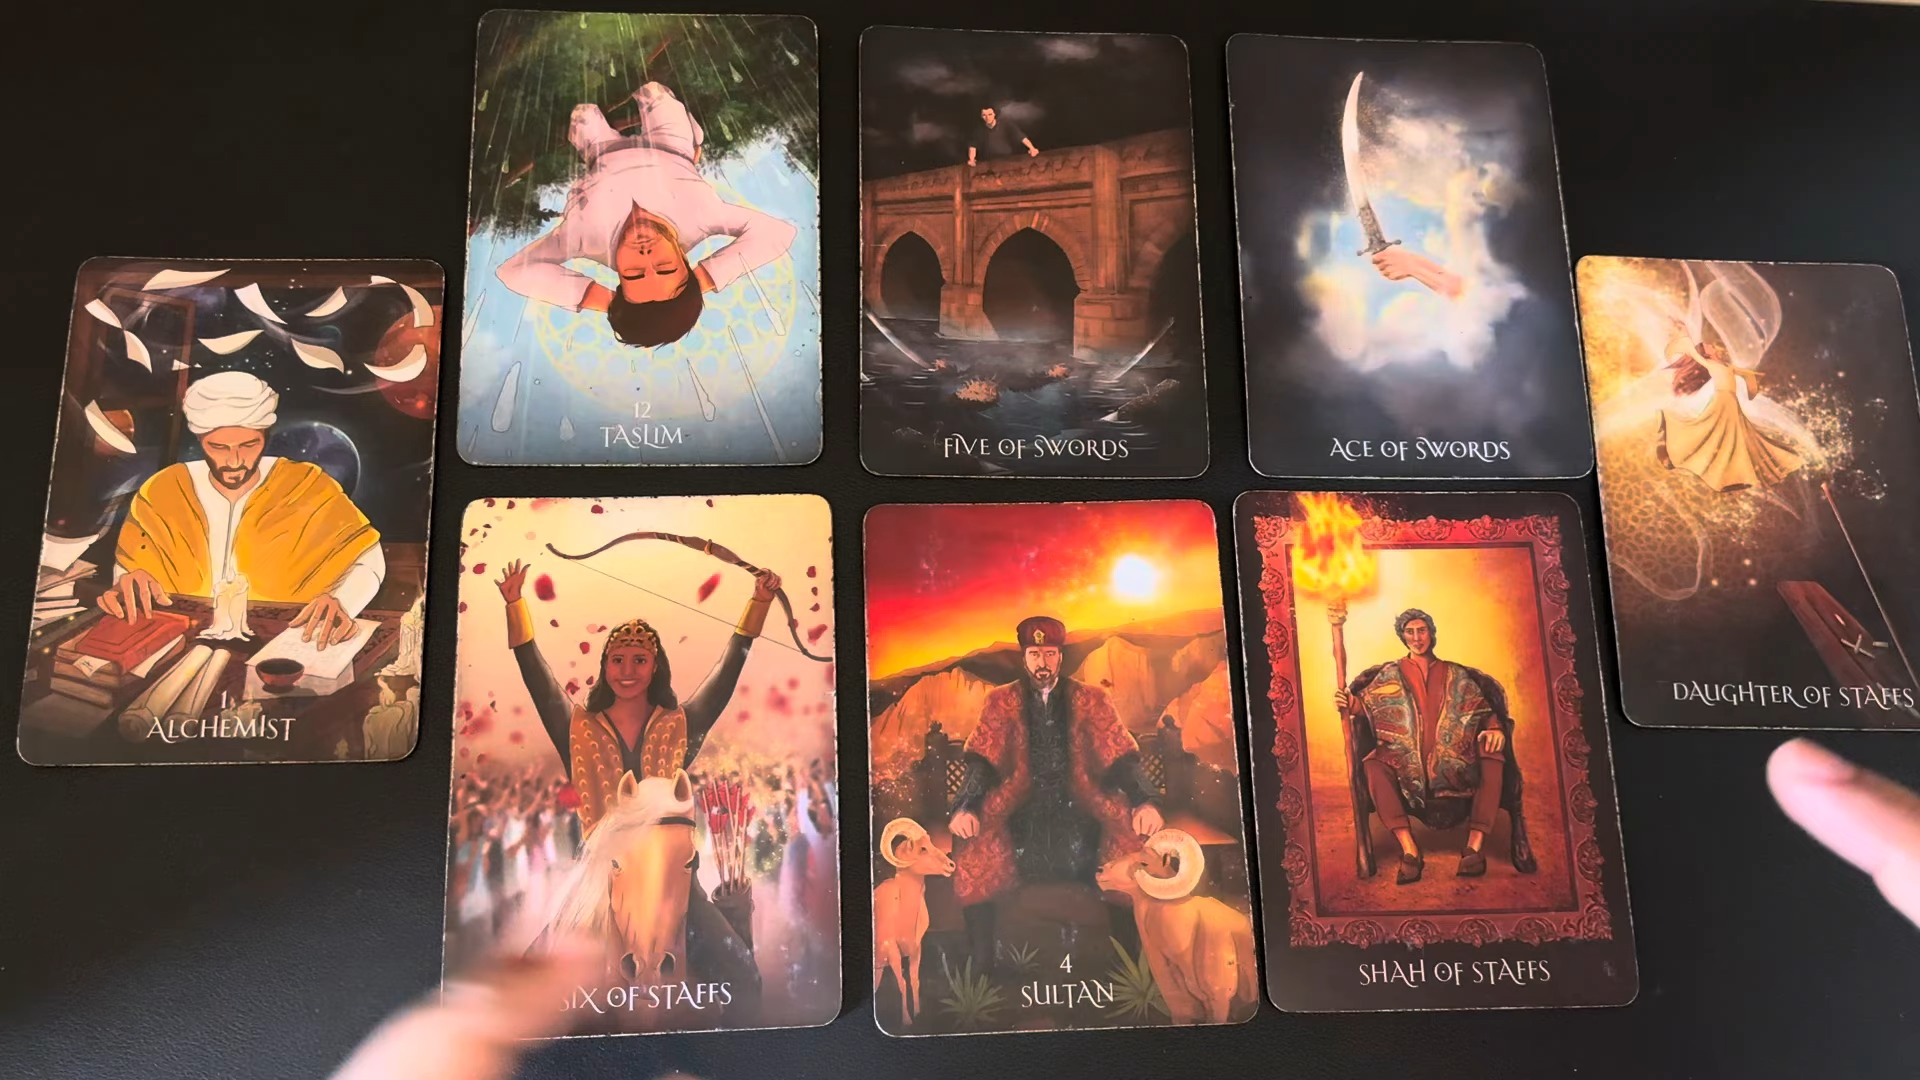 1
ALCHEMIST
12
TASLIM
FIVE OF SWORDS
ACE OF SWORDS
DAUGHTER OF STAFFS
SIX OF STAFFS
4
SULTAN
SHAH OF STAFFS